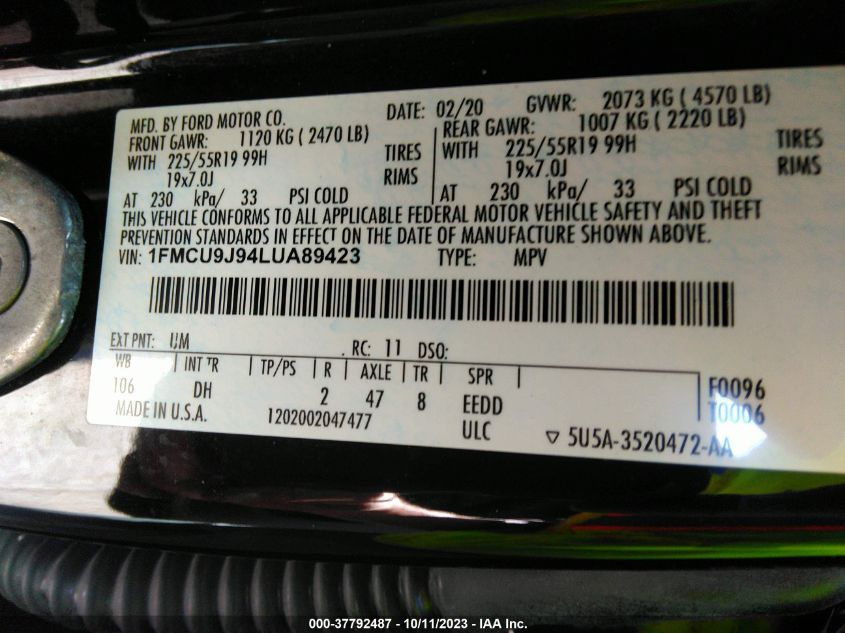 MFD. BY FORD MOTOR CO. DATE: 02/20 GVWR: 2073 KG ( 4570 LB)
FRONT GAWR: 1120 KG ( 2470 LB) REAR GAWR: 1007 KG ( 2220 LB)
WITH 225/55R19 99H TIRES WITH 225/55R19 99H TIRES
19x7.0J RIMS 19x7.0J RIMS
AT 230 kPa/ 33 PSI COLD AT 230 kPa/ 33 PSI COLD
THIS VEHICLE CONFORMS TO ALL APPLICABLE FEDERAL MOTOR VEHICLE SAFETY AND THEFT
PREVENTION STANDARDS IN EFFECT ON THE DATE OF MANUFACTURE SHOWN ABOVE.
VIN: 1FMCU9J94LUA89423 TYPE: MPV
EXT PNT: UM RC: 11 DSO:
WB INT TR TP/PS R AXLE TR SPR F0096
106 DH 2 47 8 EEDD T0006
MADE IN U.S.A. 1202002047477 ULC 5U5A-3520472-AA
000-37792487 - 10/11/2023 - IAA Inc.